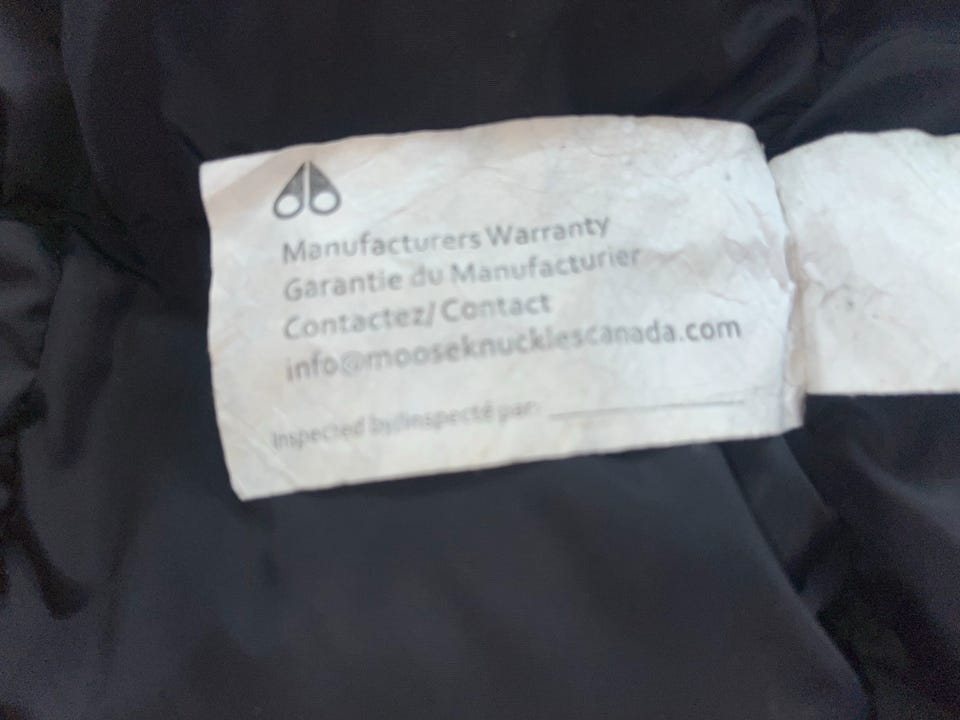 Manufacturers Warranty
Garantie du Manufacturier
Contactez/Contact
info@mooseknucklescanada.com
Inspected by/Inspecté par: